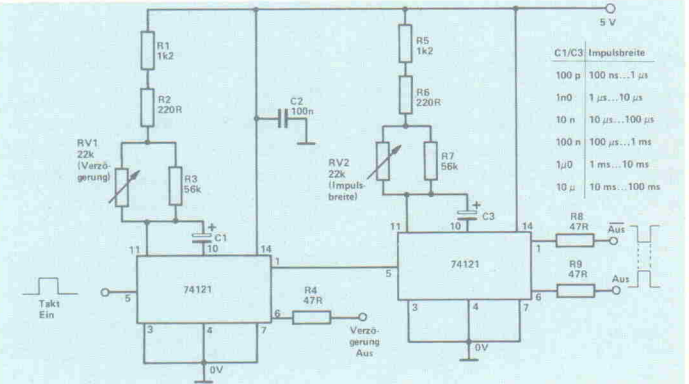 5 V
R1
1k2
R2
220R
RV1
22k
(Verzö-
gerung)
R3
56k
C1
C2
100n
R5
1k2
R6
220R
RV2
22k
(Impuls-
breite)
R7
56k
C3
C1/C3 Impulsbreite
100 p 100 ns...1 µs
1n0 1 µs...10 µs
10 n 10 µs...100 µs
100 n 100 µs...1 ms
1µ0 1 ms...10 ms
10 µ 10 ms...100 ms
+
11
10
14
1
5
74121
6
3
4
7
0V
Takt
Ein
R4
47R
Verzö-
gerung
Aus
+
11
10
14
1
5
74121
6
3
4
7
0V
R8
47R
Aus
R9
47R
Aus